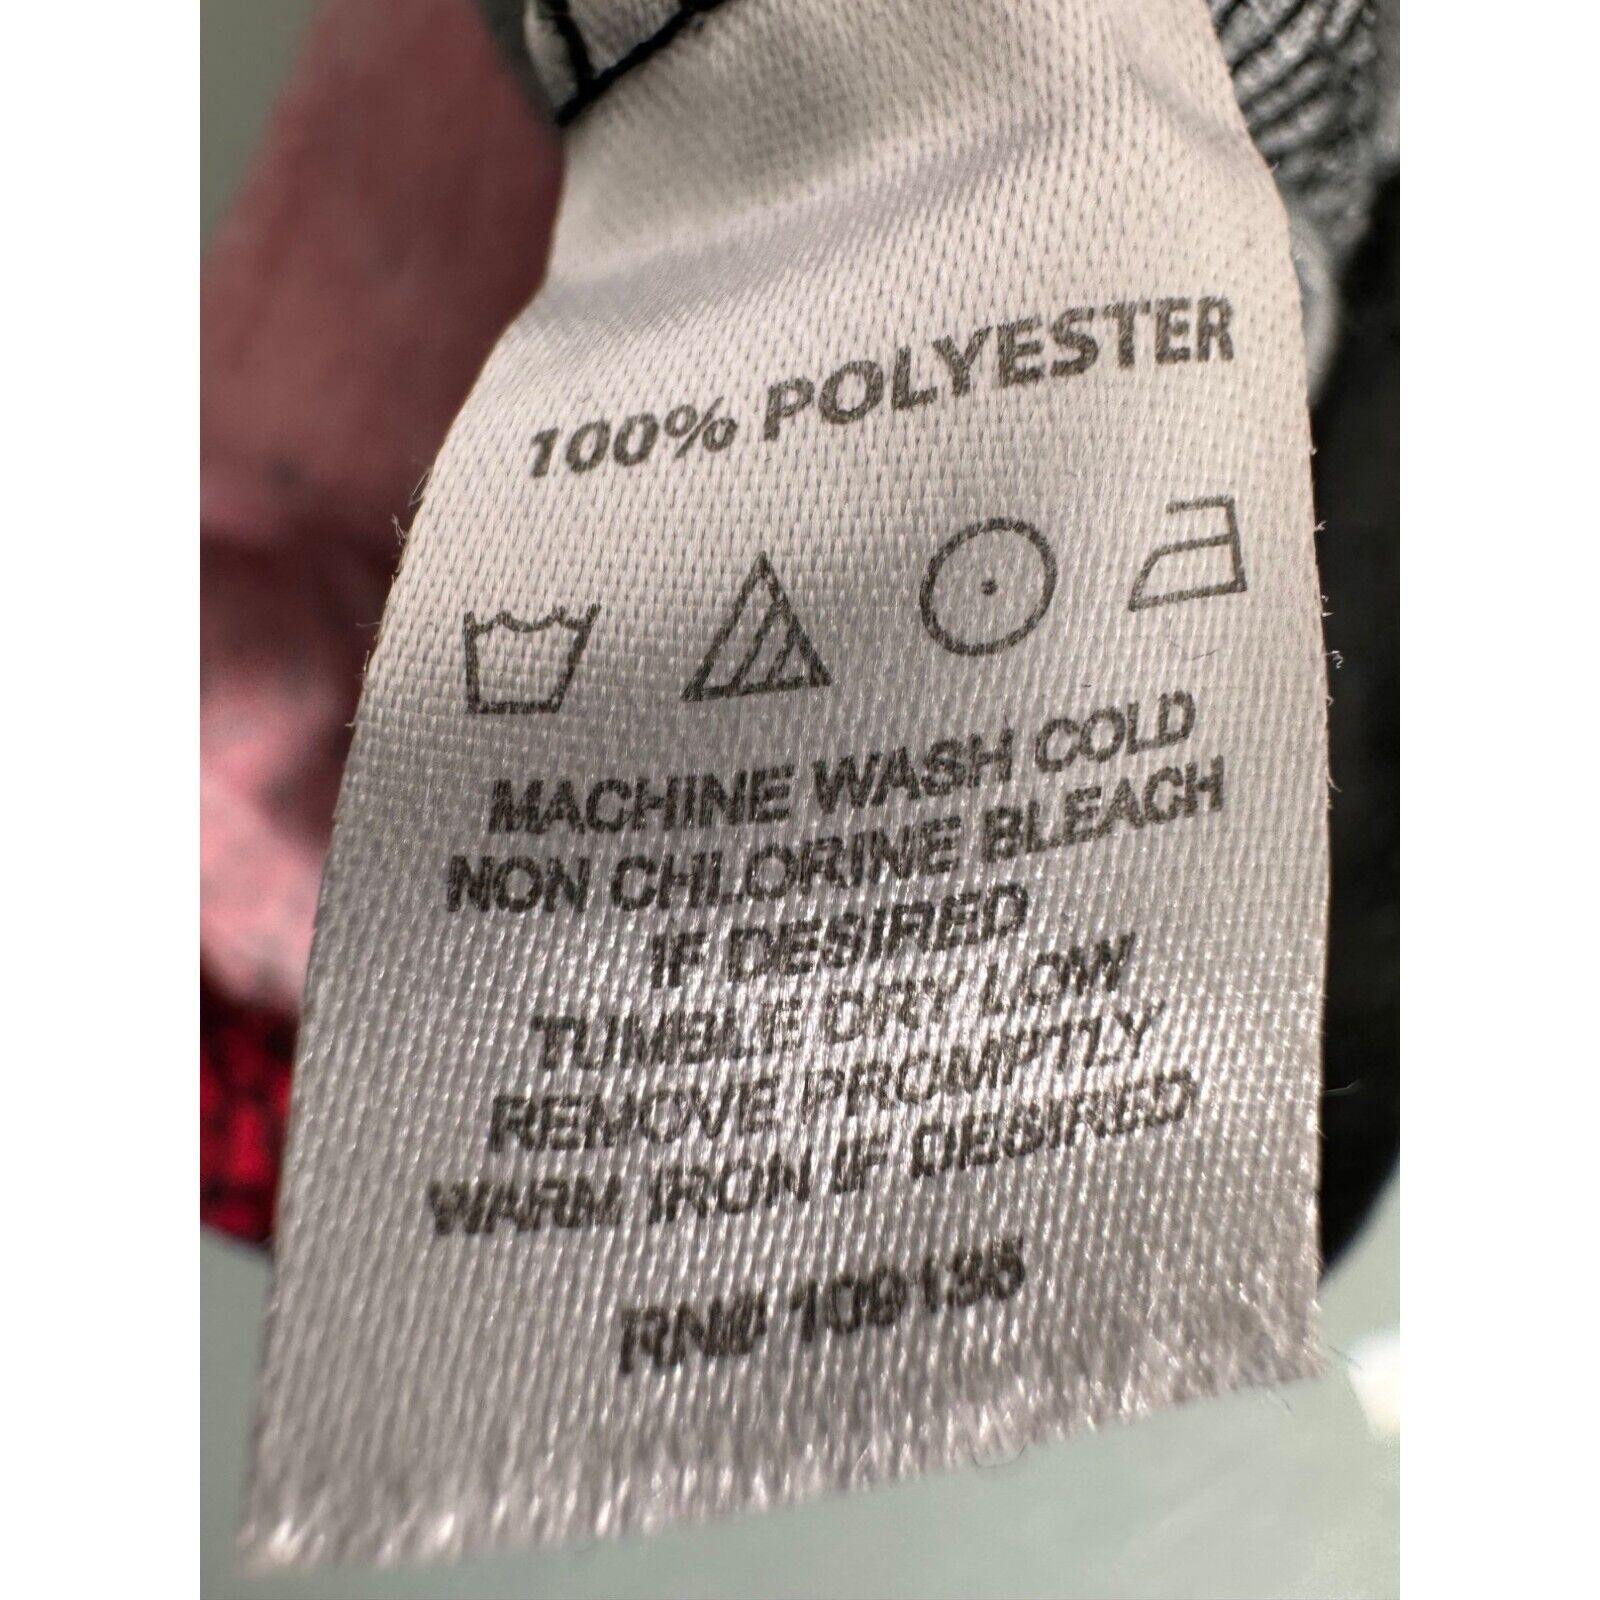 100% POLYESTER
MACHINE WASH COLD
NON CHLORINE BLEACH
IF DESIRED
TUMBLE DRY LOW
REMOVE PROMPTLY
WARM IRON IF DESIRED
RN# 109135